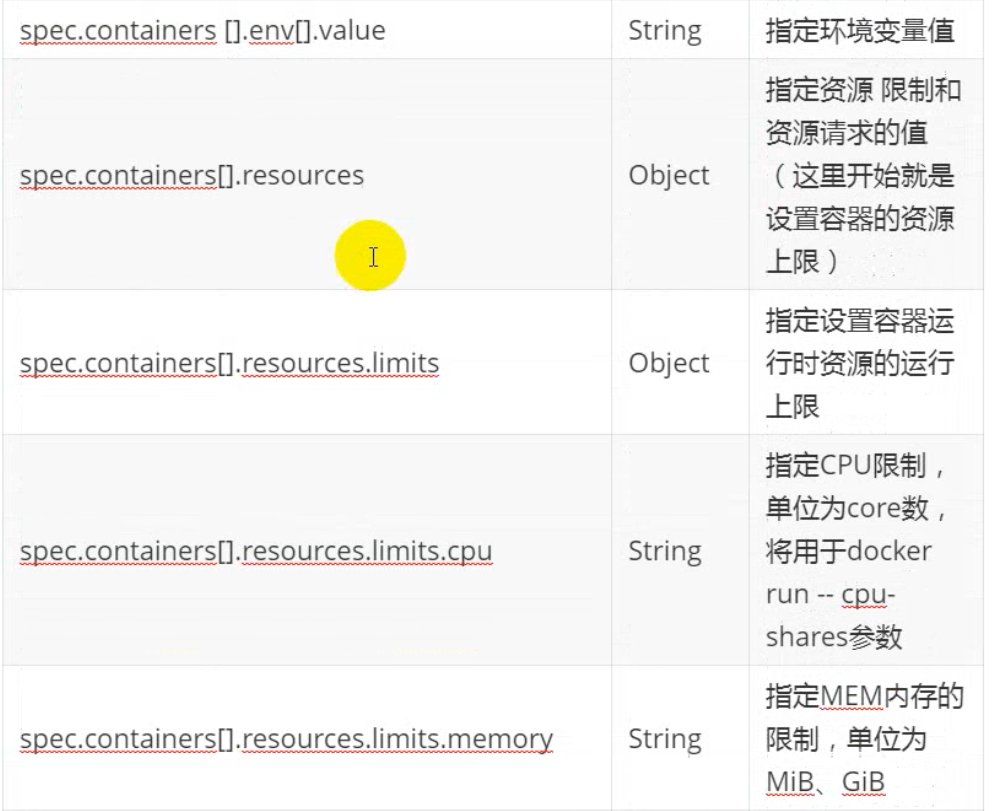 spec.containers [].env[].value String 指定环境变量值
指定资源 限制和
资源请求的值
spec.containers[].resources Object （这里开始就是
设置容器的资源
上限）
指定设置容器运
spec.containers[].resources.limits Object 行时资源的运行
上限
指定CPU限制，
单位为core数，
spec.containers[].resources.limits.cpu String 将用于docker
run -- cpu-
shares参数
指定MEM内存的
spec.containers[].resources.limits.memory String 限制，单位为
MiB、GiB